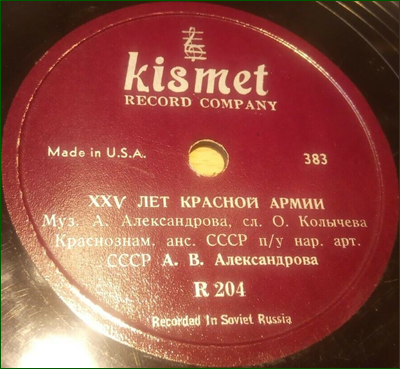 kismet
RECORD COMPANY
Made in U.S.A. 383
XXV ЛЕТ КРАСНОЙ АРМИИ
Муз. А. Александрова, сл. О. Колычева
Краснознам. анс. СССР п/у нар. арт.
СССР А. В. Александрова
R 204
Recorded In Soviet Russia